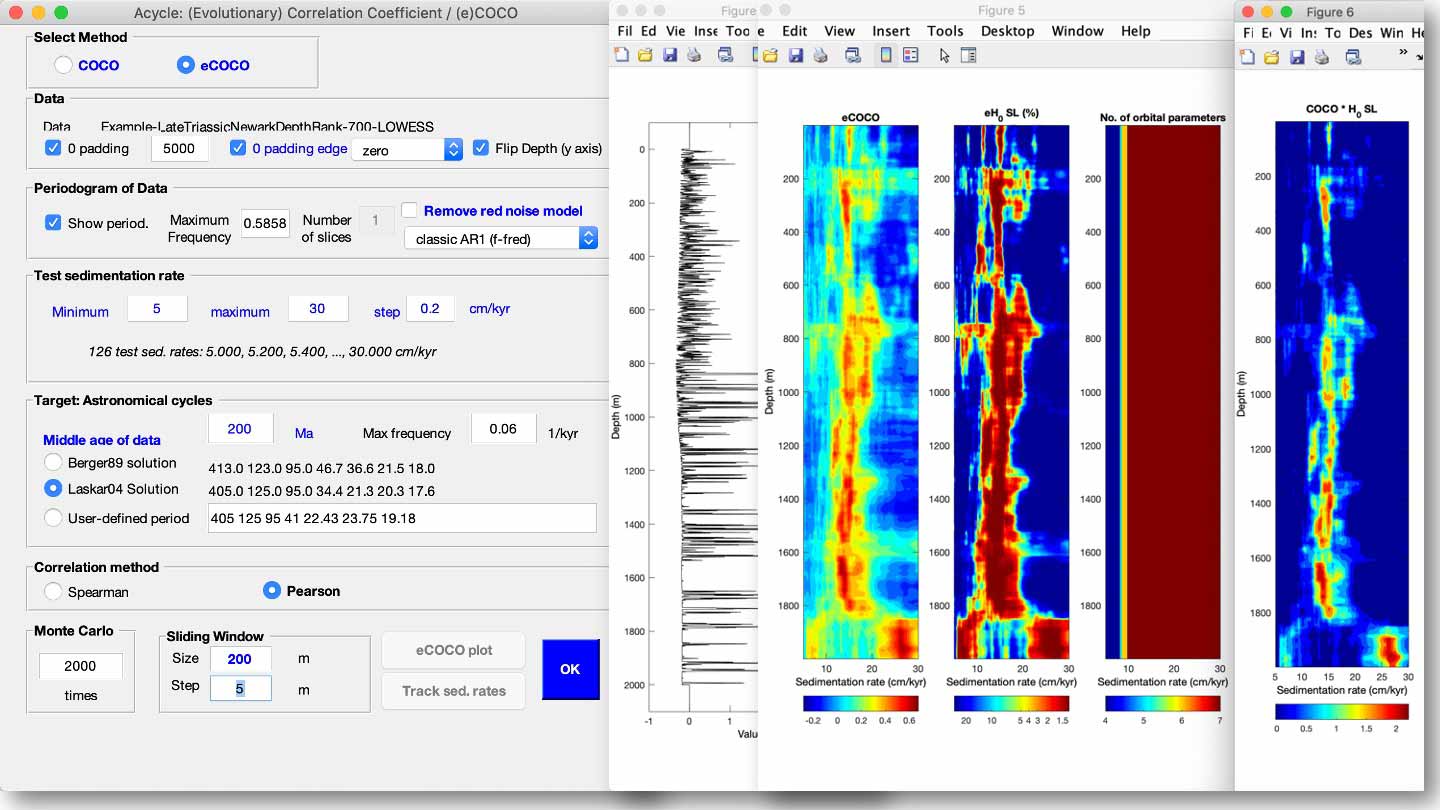 Acycle: (Evolutionary) Correlation Coefficient / (e)COCO
Select Method
COCO
eCOCO
Data
Data Example-LateTriassicNewarkDepthRank-700-LOWESS
0 padding 5000 0 padding edge zero Flip Depth (y axis)
Periodogram of Data
Show period. Maximum Frequency 0.5858 Number of slices 1 Remove red noise model
classic AR1 (f-fred)
Test sedimentation rate
Minimum 5 maximum 30 step 0.2 cm/kyr
126 test sed. rates: 5.000, 5.200, 5.400, ..., 30.000 cm/kyr
Target: Astronomical cycles
Middle age of data 200 Ma Max frequency 0.06 1/kyr
Berger89 solution 413.0 123.0 95.0 46.7 36.6 21.5 18.0
Laskar04 Solution 405.0 125.0 95.0 34.4 21.3 20.3 17.6
User-defined period 405 125 95 41 22.43 23.75 19.18
Correlation method
Spearman Pearson
Monte Carlo
2000
times
Sliding Window
Size 200 m
Step 5 m
eCOCO plot
Track sed. rates
OK
Figure
Fil Ed Vie Inse Too
Depth (m)
0
200
400
600
800
1000
1200
1400
1600
1800
2000
-1 0 1
Valu
Figure 5
e Edit View Insert Tools Desktop Window Help
eCOCO
Depth (m)
200
400
600
800
1000
1200
1400
1600
1800
10 20 30
Sedimentation rate (cm/kyr)
-0.2 0 0.2 0.4 0.6
eH0 SL (%)
200
400
600
800
1000
1200
1400
1600
1800
10 20 30
Sedimentation rate (cm/kyr)
20 10 5 4 3 2 1.5
No. of orbital parameters
200
400
600
800
1000
1200
1400
1600
1800
10 20 30
Sedimentation rate (cm/kyr)
4 5 6 7
Figure 6
Fi Vi To Des Win He
COCO * H0 SL
Depth (m)
200
400
600
800
1000
1200
1400
1600
1800
5 10 15 20 25 30
Sedimentation rate (cm/kyr)
0 0.5 1 1.5 2